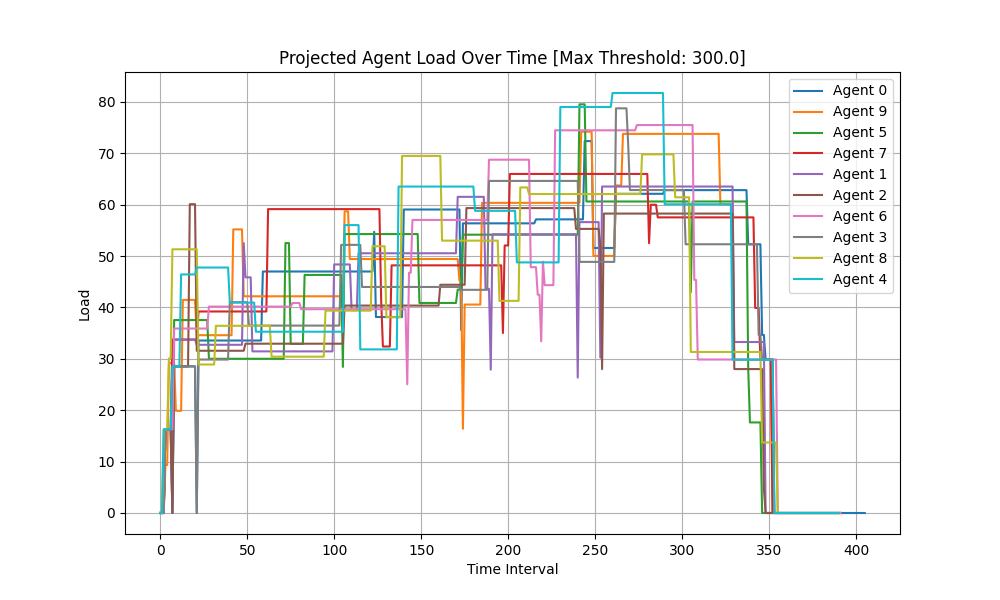 Projected Agent Load Over Time [Max Threshold: 300.0]
Load
80
70
60
50
40
30
20
10
0
0 50 100 150 200 250 300 350 400
Time Interval
Agent 0
Agent 9
Agent 5
Agent 7
Agent 1
Agent 2
Agent 6
Agent 3
Agent 8
Agent 4